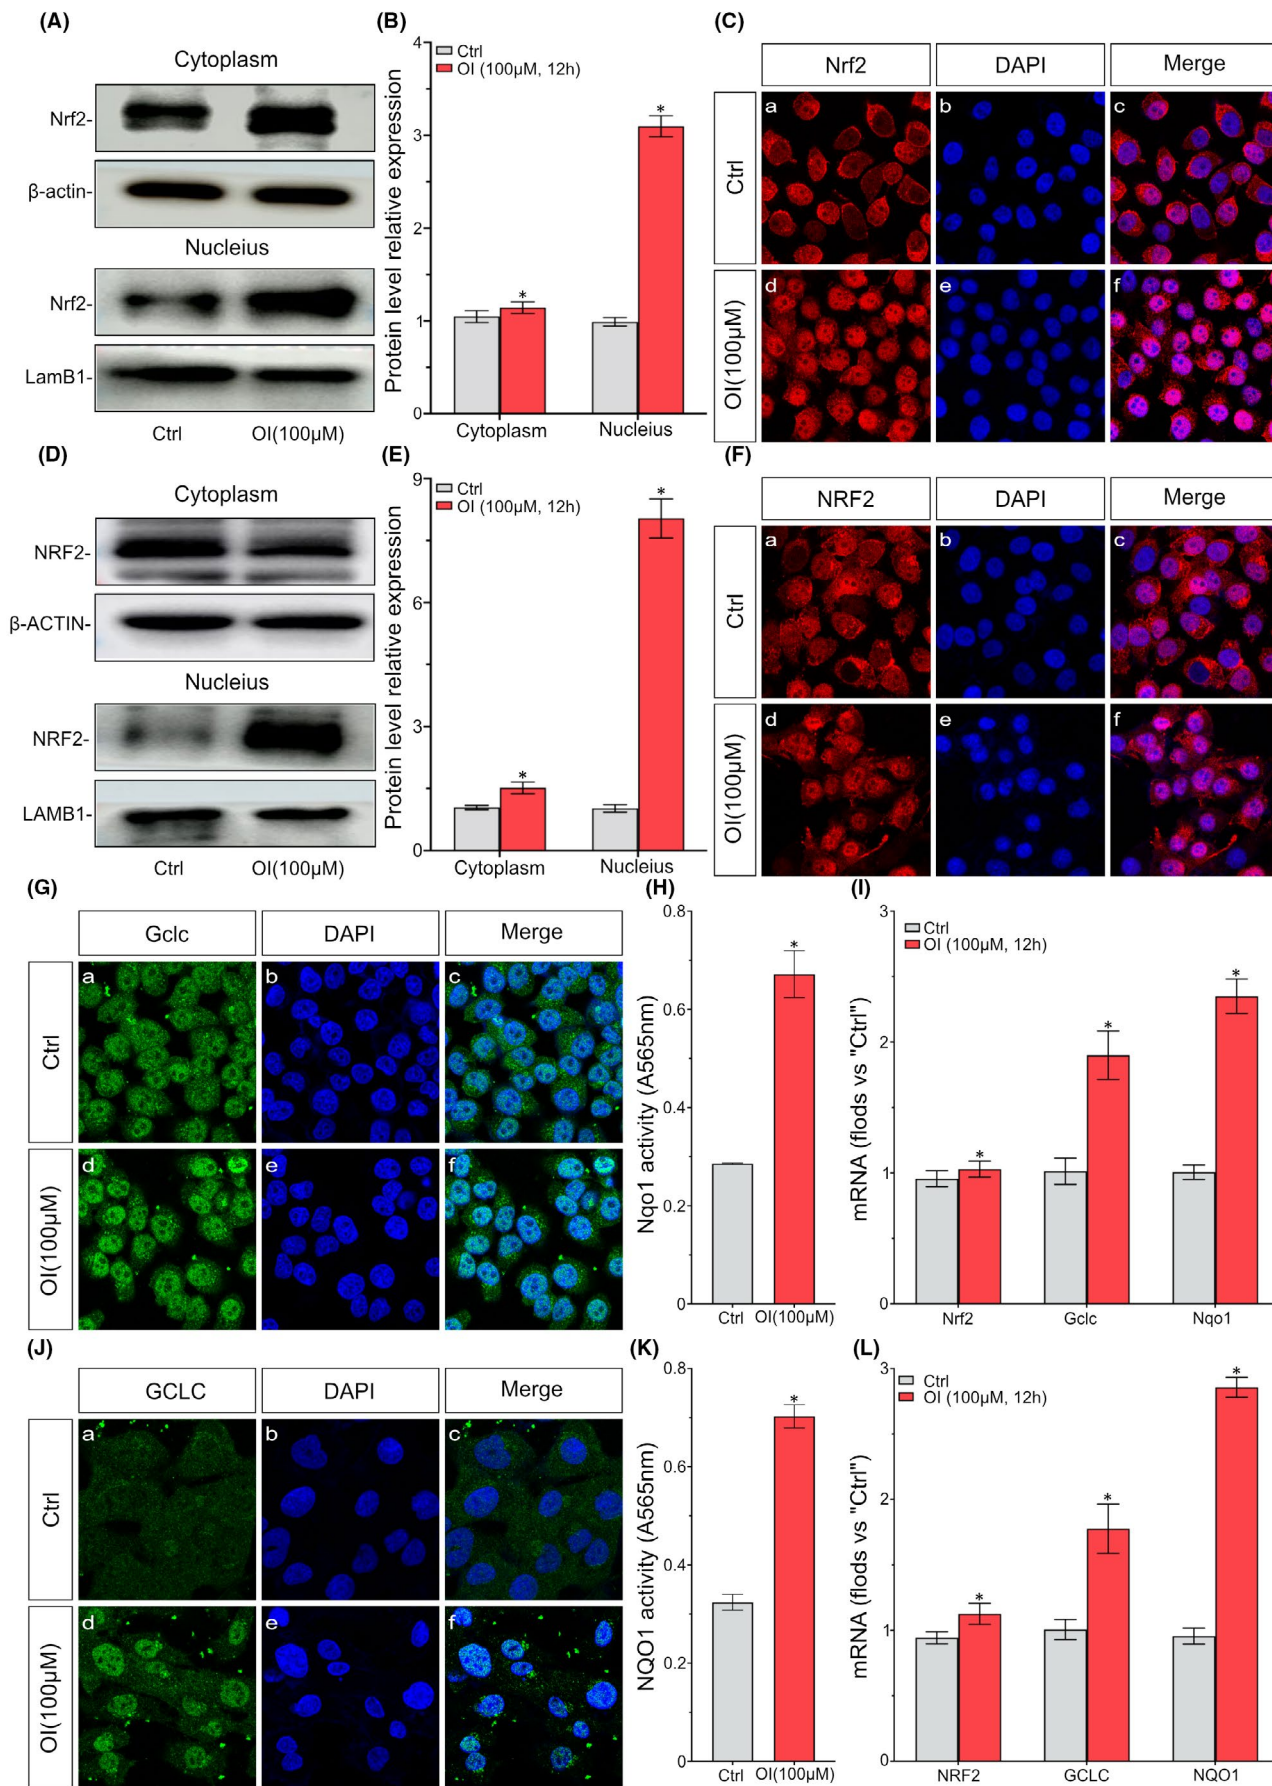 (A)
Cytoplasm
Nrf2-
β-actin-
Nucleius
Nrf2-
LamB1-
Ctrl OI(100μM)
(B)
Protein level relative expression
4
3
2
1
0
Ctrl
OI (100μM, 12h)
*
*
Cytoplasm Nucleius
(C)
Nrf2 DAPI Merge
Ctrl
a b c
OI(100μM)
d e f
(D)
Cytoplasm
NRF2-
β-ACTIN-
Nucleius
NRF2-
LAMB1-
Ctrl OI(100μM)
(E)
Protein level relative expression
9
6
3
0
Ctrl
OI (100μM, 12h)
*
*
Cytoplasm Nucleius
(F)
NRF2 DAPI Merge
Ctrl
a b c
OI(100μM)
d e f
(G)
Gclc DAPI Merge
Ctrl
a b c
OI(100μM)
d e f
(H)
Nqo1 activity (A565nm)
0.8
0.6
0.4
0.2
0
*
Ctrl OI(100μM)
(I)
mRNA (flods vs "Ctrl")
3
2
1
0
Ctrl
OI (100μM, 12h)
*
*
*
Nrf2 Gclc Nqo1
(J)
GCLC DAPI Merge
Ctrl
a b c
OI(100μM)
d e f
(K)
NQO1 activity (A565nm)
0.8
0.6
0.4
0.2
0
*
Ctrl OI(100μM)
(L)
mRNA (flods vs "Ctrl")
3
2
1
0
Ctrl
OI (100μM, 12h)
*
*
*
NRF2 GCLC NQO1